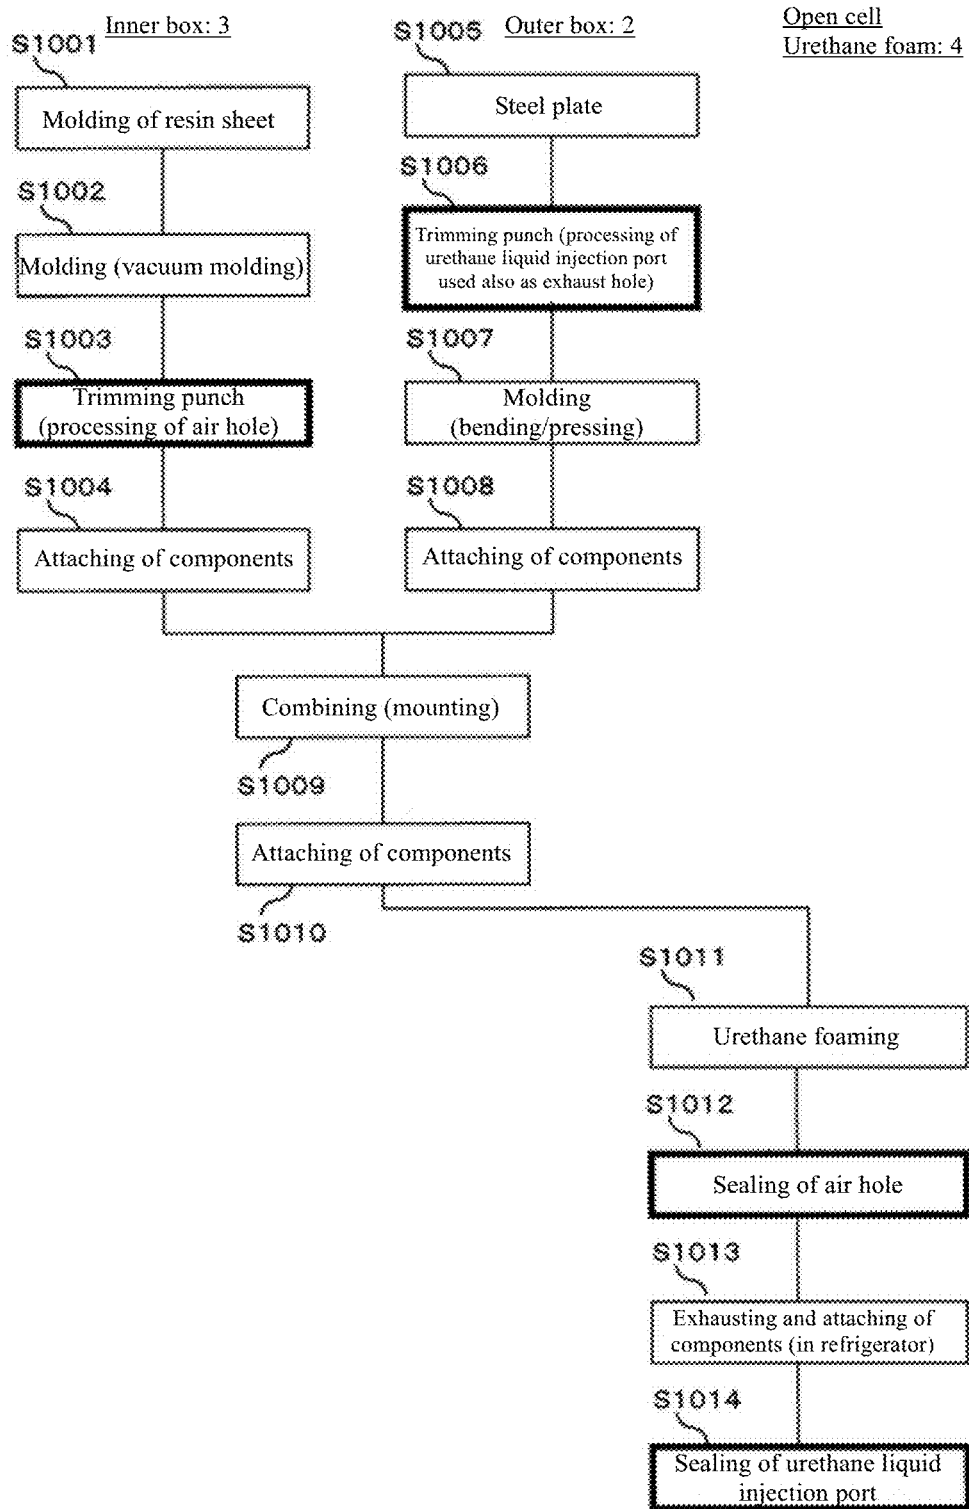 Inner box: 3
Outer box: 2
Open cell
Urethane foam: 4
S1001
Molding of resin sheet
S1002
Molding (vacuum molding)
S1003
Trimming punch
(processing of air hole)
S1004
Attaching of components
S1005
Steel plate
S1006
Trimming punch (processing of
urethane liquid injection port
used also as exhaust hole)
S1007
Molding
(bending/pressing)
S1008
Attaching of components
Combining (mounting)
S1009
Attaching of components
S1010
S1011
Urethane foaming
S1012
Sealing of air hole
S1013
Exhausting and attaching of
components (in refrigerator)
S1014
Sealing of urethane liquid
injection port